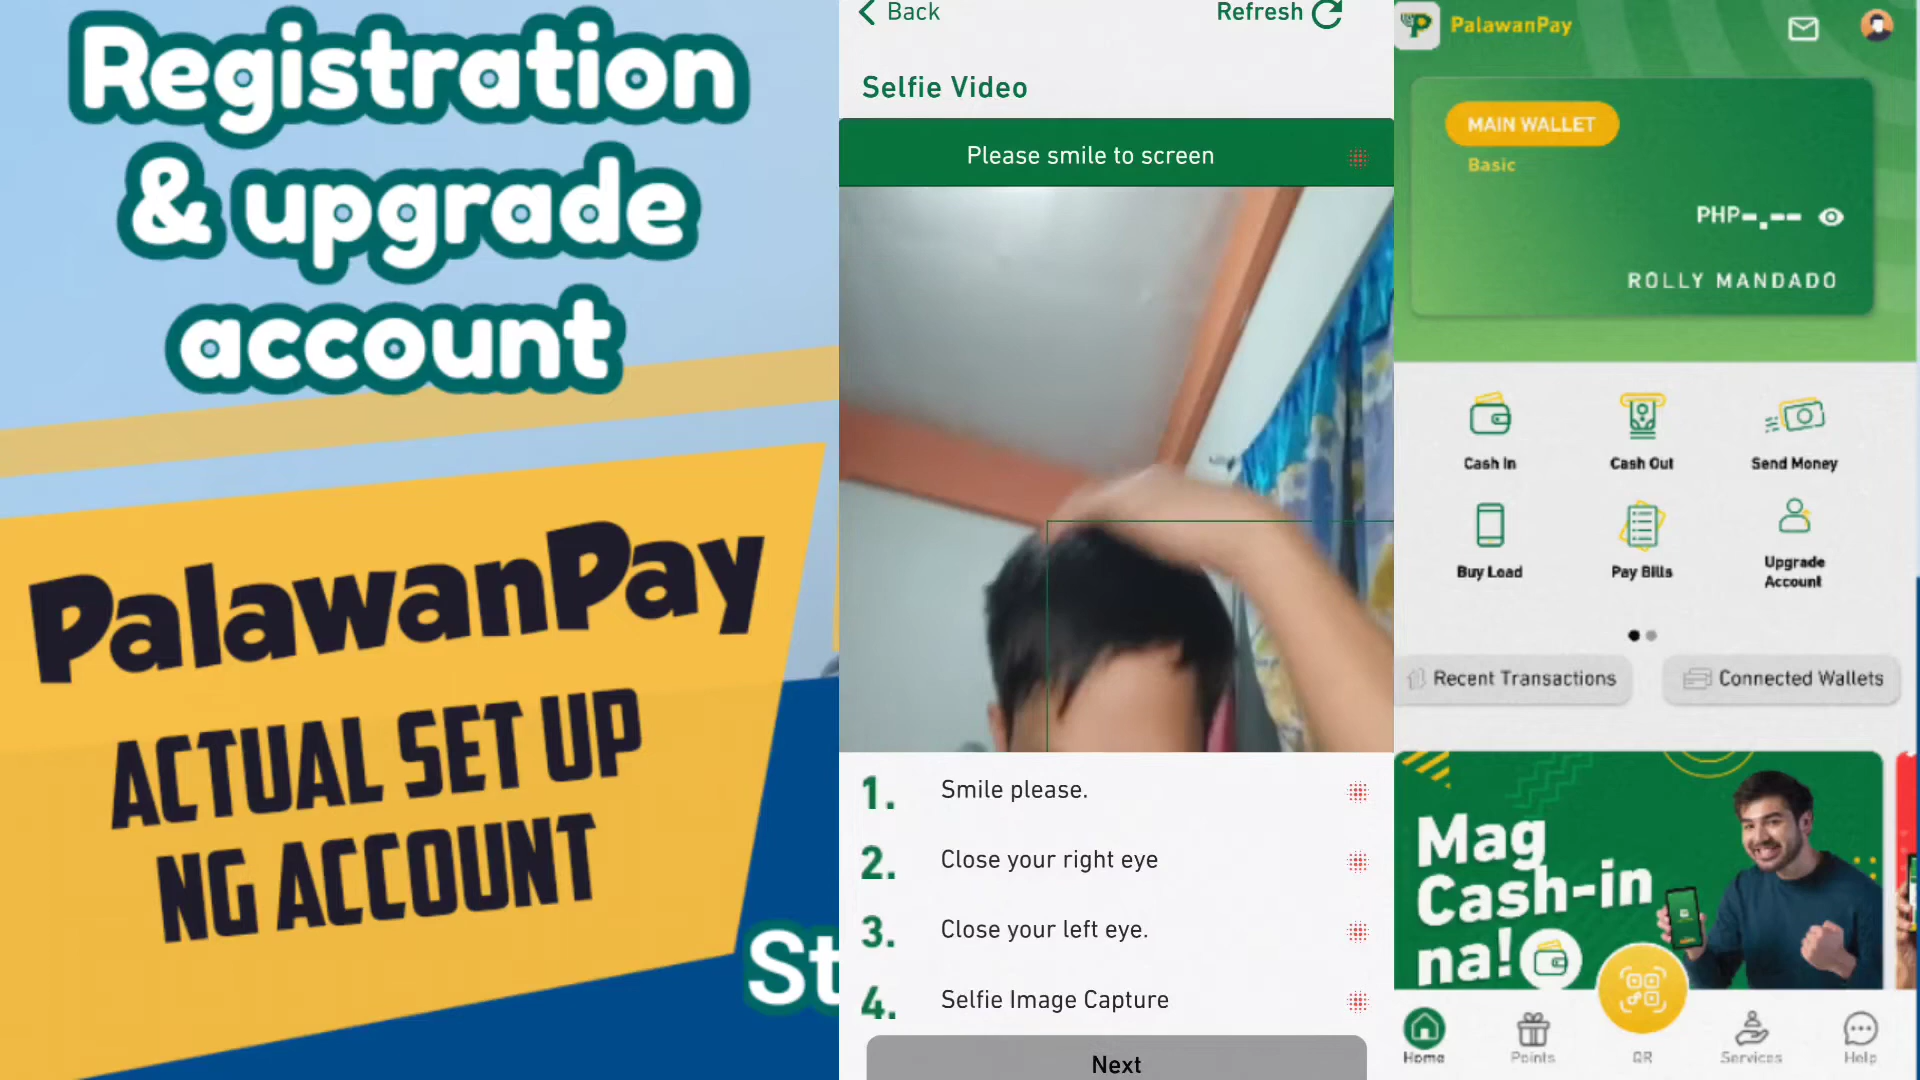 Registration
& upgrade
account
PalawanPay
ACTUAL SET UP
NG ACCOUNT
St
Back
Refresh
Selfie Video
Please smile to screen
1. Smile please.
2. Close your right eye
3. Close your left eye.
4. Selfie Image Capture
Next
PalawanPay
MAIN WALLET
Basic
PHP-.--
ROLLY MANDADO
Cash In
Cash Out
Send Money
Buy Load
Pay Bills
Upgrade
Account
Recent Transactions
Connected Wallets
Mag
Cash-in
na!
Home
Points
QR
Services
Help